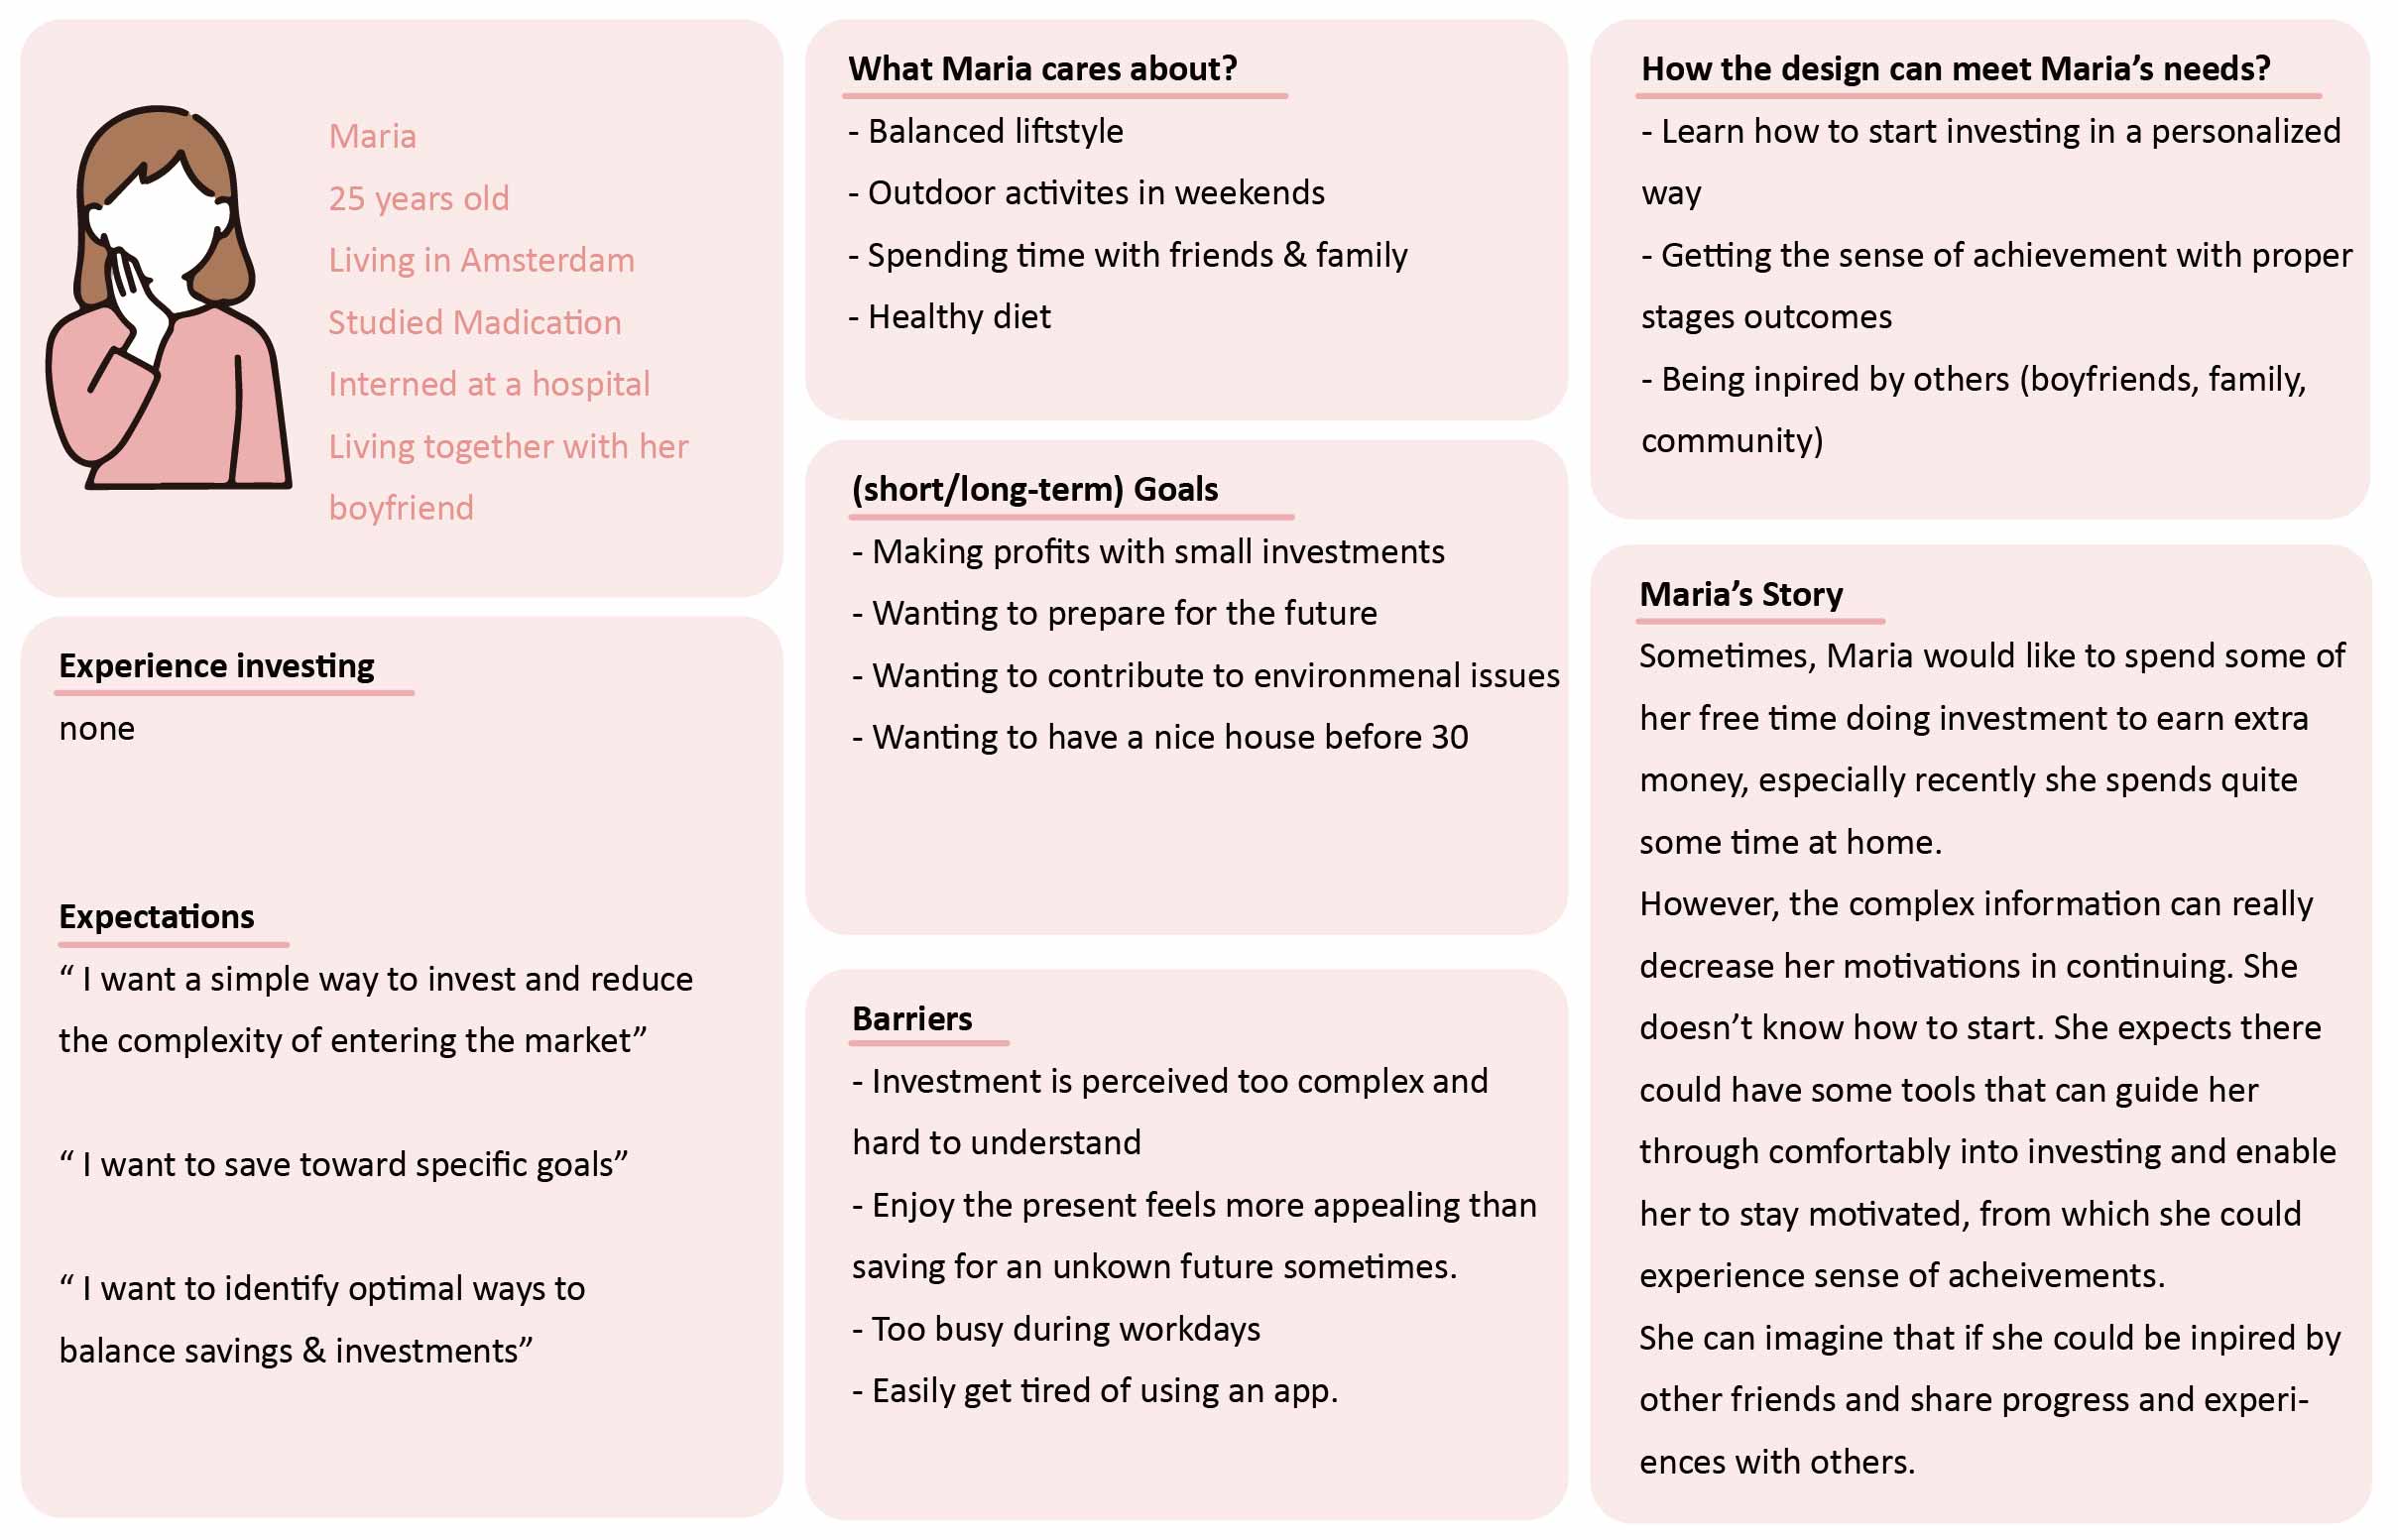 Maria
25 years old
Living in Amsterdam
Studied Madication
Interned at a hospital
Living together with her
boyfriend
Experience investing
none
Expectations
“ I want a simple way to invest and reduce
the complexity of entering the market”
“ I want to save toward specific goals”
“ I want to identify optimal ways to
balance savings & investments”
What Maria cares about?
- Balanced liftstyle
- Outdoor activites in weekends
- Spending time with friends & family
- Healthy diet
(short/long-term) Goals
- Making profits with small investments
- Wanting to prepare for the future
- Wanting to contribute to environmenal issues
- Wanting to have a nice house before 30
Barriers
- Investment is perceived too complex and
hard to understand
- Enjoy the present feels more appealing than
saving for an unkown future sometimes.
- Too busy during workdays
- Easily get tired of using an app.
How the design can meet Maria’s needs?
- Learn how to start investing in a personalized
way
- Getting the sense of achievement with proper
stages outcomes
- Being inpired by others (boyfriends, family,
community)
Maria’s Story
Sometimes, Maria would like to spend some of
her free time doing investment to earn extra
money, especially recently she spends quite
some time at home.
However, the complex information can really
decrease her motivations in continuing. She
doesn’t know how to start. She expects there
could have some tools that can guide her
through comfortably into investing and enable
her to stay motivated, from which she could
experience sense of acheivements.
She can imagine that if she could be inpired by
other friends and share progress and experi-
ences with others.